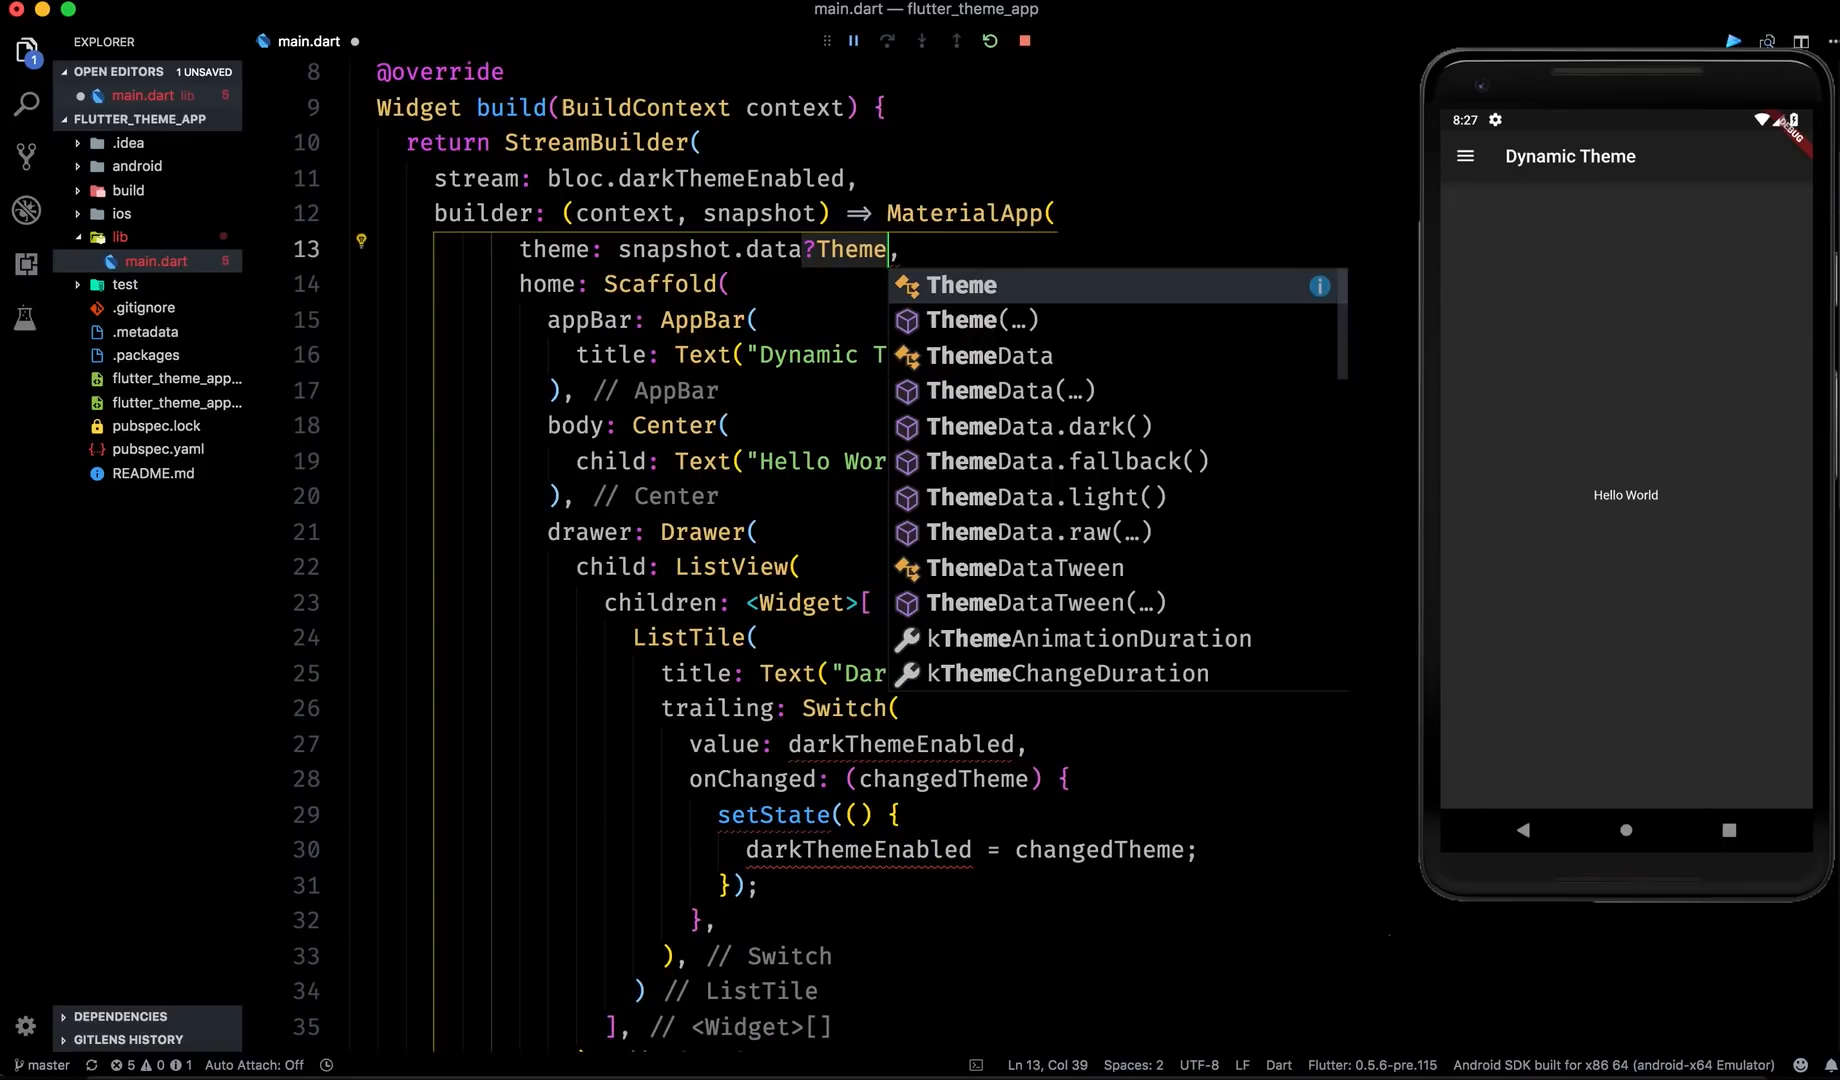 main.dart — flutter_theme_app
EXPLORER
main.dart
1
OPEN EDITORS 1 UNSAVED
main.dart lib 5
FLUTTER_THEME_APP
.idea
android
build
ios
lib
main.dart 5
test
.gitignore
.metadata
.packages
flutter_theme_app...
flutter_theme_app...
pubspec.lock
pubspec.yaml
README.md
DEPENDENCIES
GITLENS HISTORY
8 @override
9 Widget build(BuildContext context) {
10 return StreamBuilder(
11 stream: bloc.darkThemeEnabled,
12 builder: (context, snapshot) => MaterialApp(
13 theme: snapshot.data?Theme,
14 home: Scaffold(
15 appBar: AppBar(
16 title: Text("Dynamic T
17 ), // AppBar
18 body: Center(
19 child: Text("Hello Wor
20 ), // Center
21 drawer: Drawer(
22 child: ListView(
23 children: <Widget>[
24 ListTile(
25 title: Text("Dar
26 trailing: Switch(
27 value: darkThemeEnabled,
28 onChanged: (changedTheme) {
29 setState(() {
30 darkThemeEnabled = changedTheme;
31 });
32 },
33 ), // Switch
34 ) // ListTile
35 ], // <Widget>[]
Theme
Theme(…)
ThemeData
ThemeData(…)
ThemeData.dark()
ThemeData.fallback()
ThemeData.light()
ThemeData.raw(…)
ThemeDataTween
ThemeDataTween(…)
kThemeAnimationDuration
kThemeChangeDuration
8:27
DEBUG
Dynamic Theme
Hello World
master 5 0 1 Auto Attach: Off Ln 13, Col 39 Spaces: 2 UTF-8 LF Dart Flutter: 0.5.6-pre.115 Android SDK built for x86 64 (android-x64 Emulator)